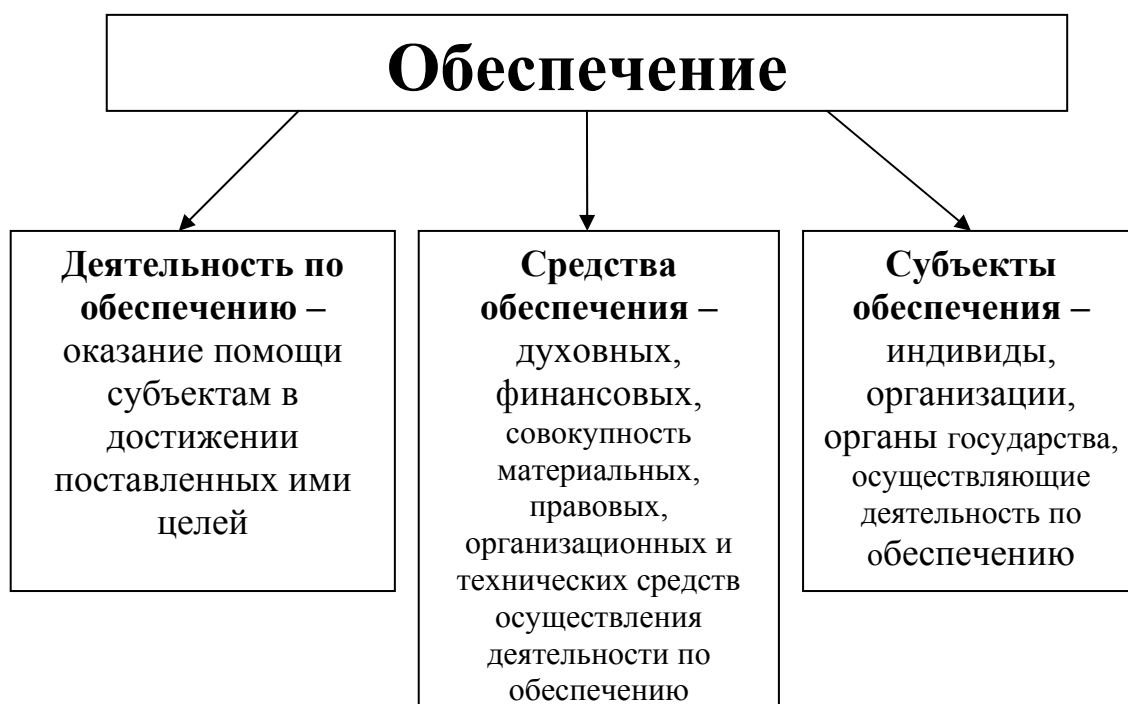 Обеспечение
Деятельность по
обеспечению –
оказание помощи
субъектам в
достижении
поставленных ими
целей
Средства
обеспечения –
духовных,
финансовых,
совокупность
материальных,
правовых,
организационных и
технических средств
осуществления
деятельности по
обеспечению
Субъекты
обеспечения –
индивиды,
организации,
органы государства,
осуществляющие
деятельность по
обеспечению